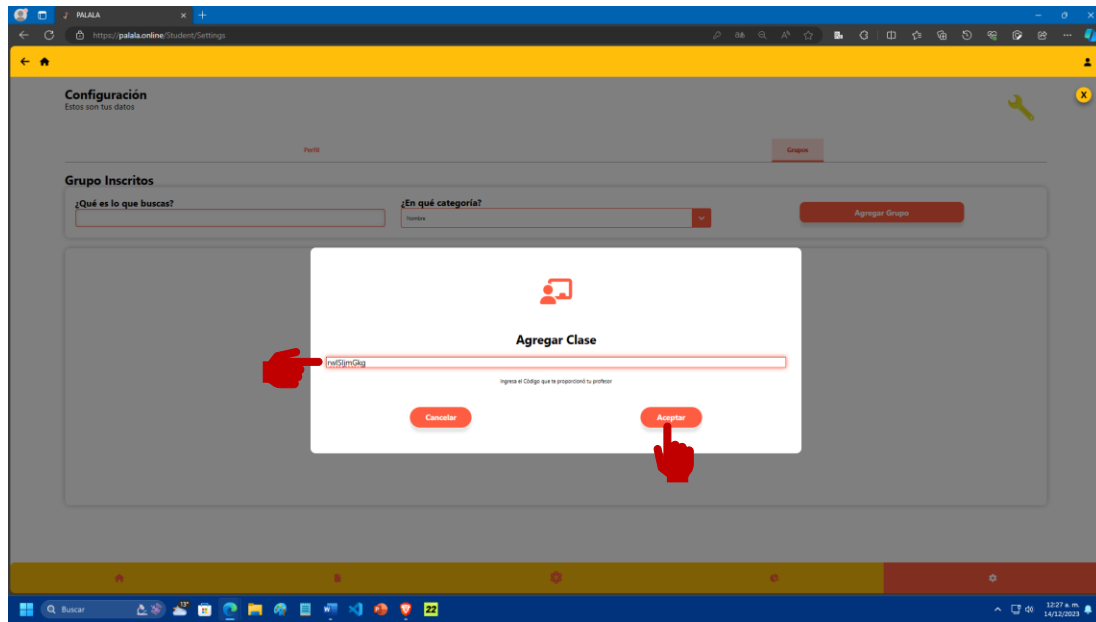 PALALA
https://palala.online/Student/Settings
Configuración
Estos son tus datos
X
Perfil
Grupos
Grupo Inscritos
¿Qué es lo que buscas?
¿En qué categoría?
Nombre
Agregar Grupo
Agregar Clase
Ingresa el Código que te proporcionó tu profesor
Cancelar
Aceptar
Buscar
13°
22
12:27 a. m.
14/12/2023